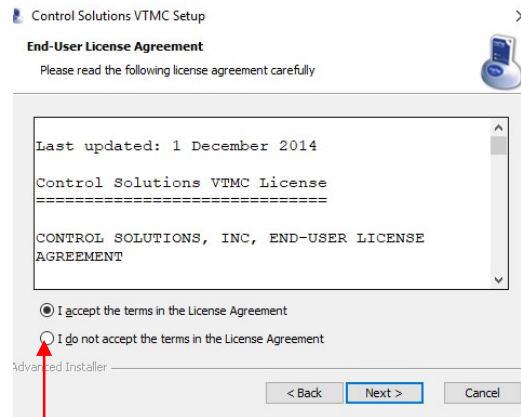 Control Solutions VTMC Setup
End-User License Agreement
Please read the following license agreement carefully
Last updated: 1 December 2014
Control Solutions VTMC License
==============================
CONTROL SOLUTIONS, INC, END-USER LICENSE
AGREEMENT
I accept the terms in the License Agreement
I do not accept the terms in the License Agreement
Advanced Installer
< Back Next > Cancel